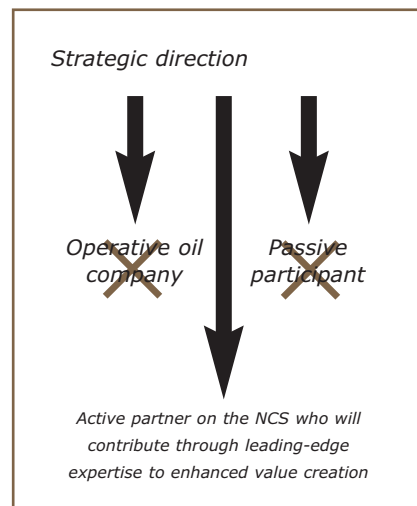 Strategic direction
Operative oil
company
Passive
participant
Active partner on the NCS who will
contribute through leading-edge
expertise to enhanced value creation